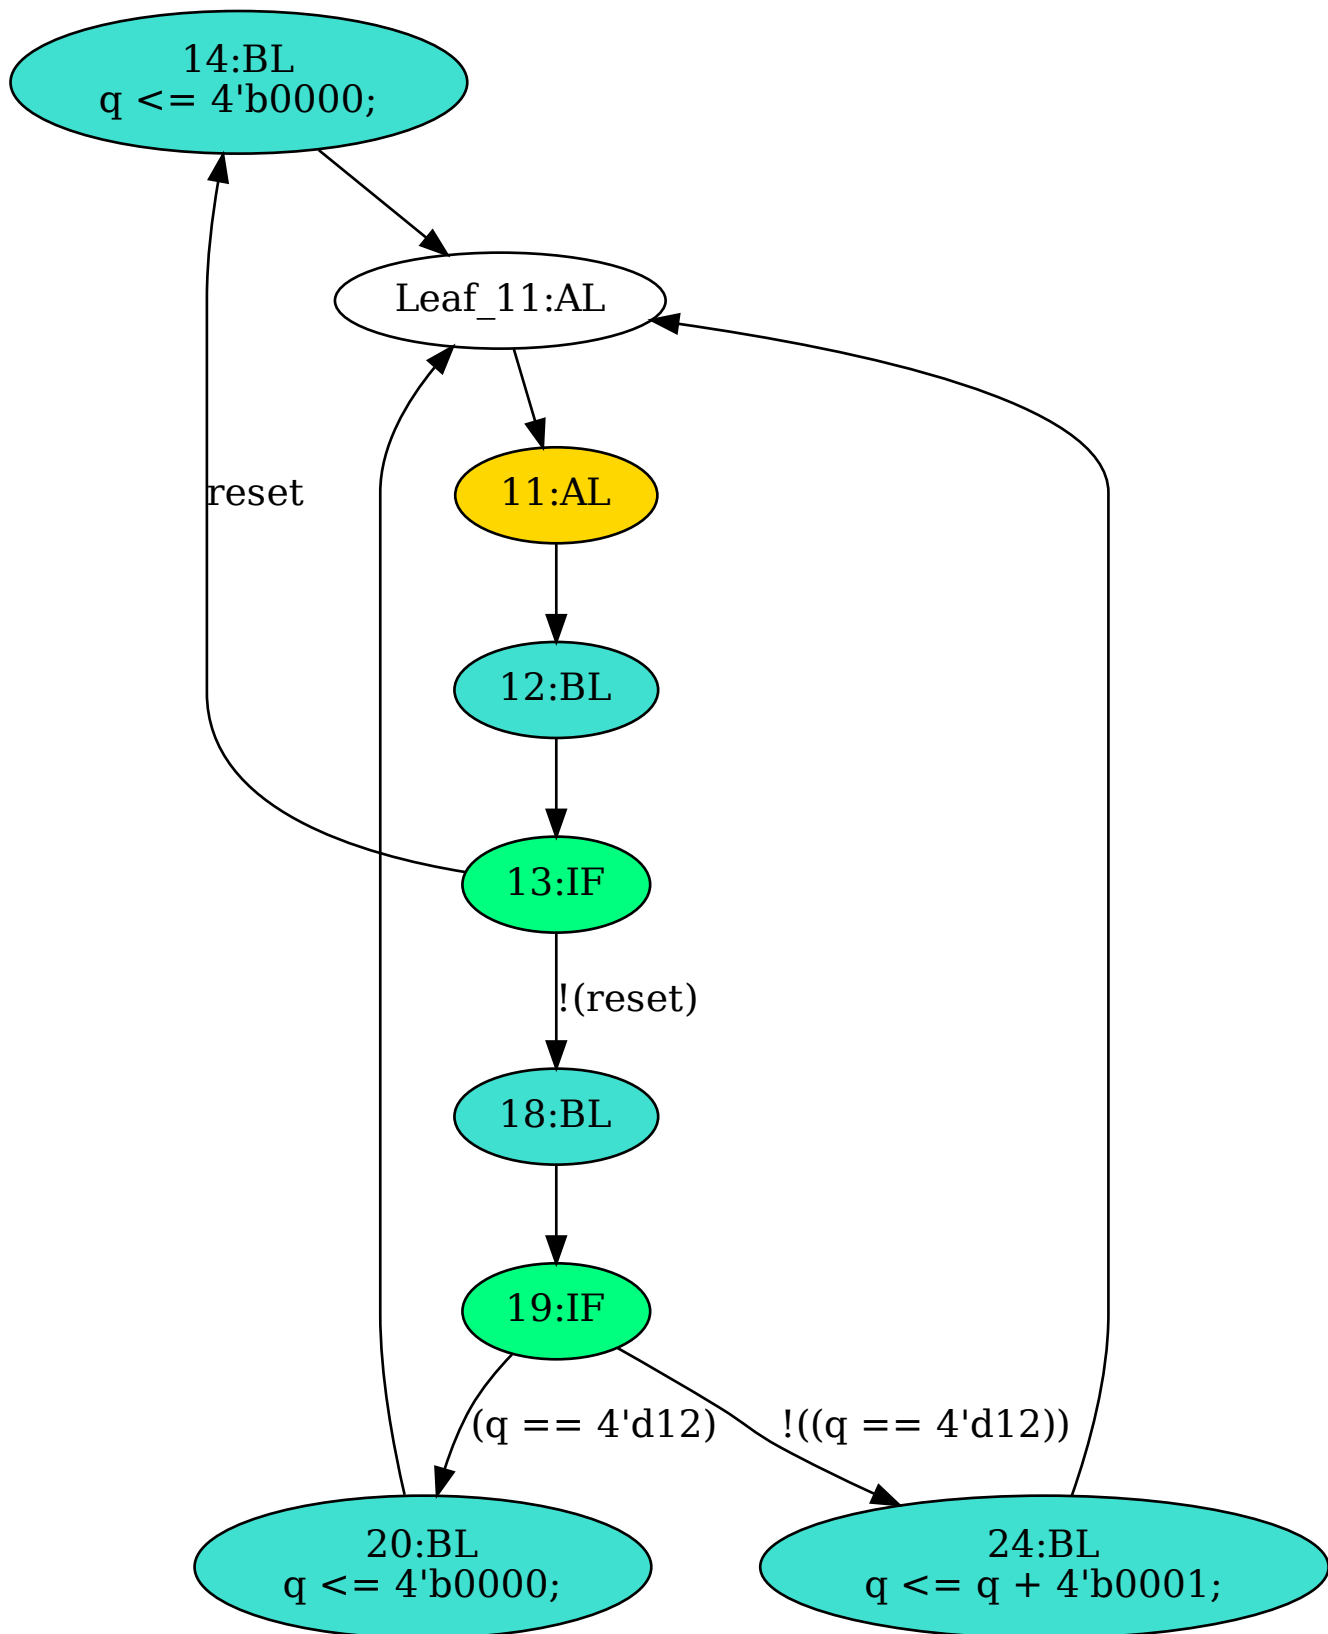 14:BL
q <= 4'b0000;
Leaf_11:AL
11:AL
reset
12:BL
13:IF
!(reset)
18:BL
19:IF
(q == 4'd12)
!((q == 4'd12))
20:BL
q <= 4'b0000;
24:BL
q <= q + 4'b0001;